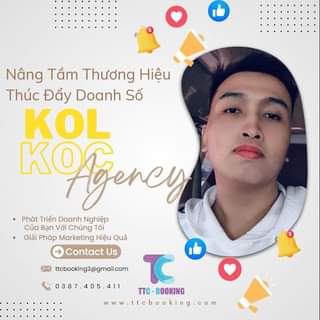 Nâng Tầm Thương Hiệu
Thúc Đẩy Doanh Số
KOL
KOC
Agency
• Phát Triển Doanh Nghiệp
Của Bạn Với Chúng Tôi
• Giải Pháp Marketing Hiệu Quả
Contact Us
ttcbooking3@gmail.com
0387.405.411
TC
TTC - BOOKING
www.ttcbooking.com